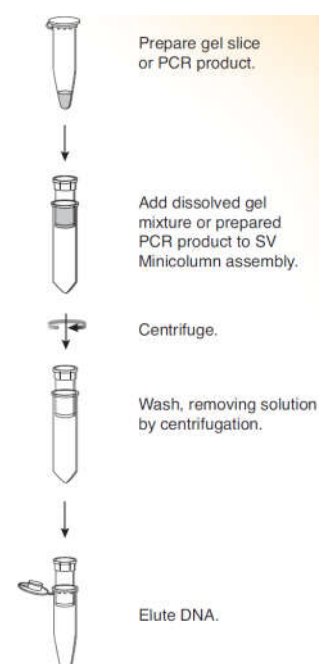 Prepare gel slice
or PCR product.
Add dissolved gel
mixture or prepared
PCR product to SV
Minicolumn assembly.
Centrifuge.
Wash, removing solution
by centrifugation.
Elute DNA.